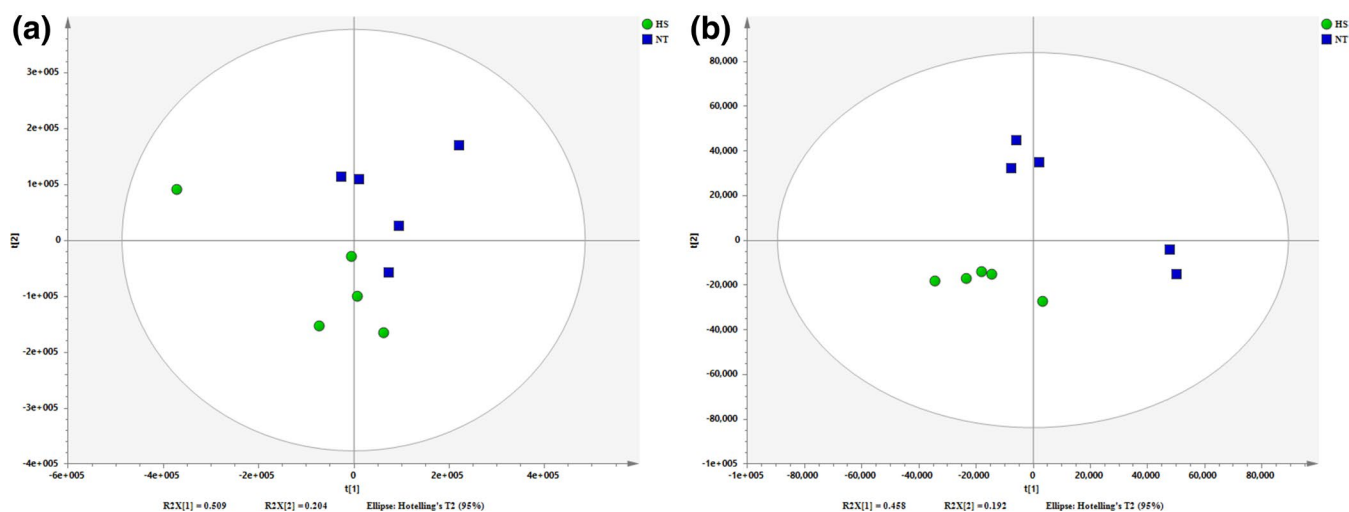 (a)
HS
NT
3e+005
2e+005
1e+005
0
-1e+005
-2e+005
-3e+005
-4e+005
t[2]
-6e+005 -4e+005 -2e+005 0 2e+005 4e+005
t[1]
R2X[1] = 0.509 R2X[2] = 0.204 Ellipse: Hotelling's T2 (95%)
(b)
HS
NT
80,000
60,000
40,000
20,000
0
-20,000
-40,000
-60,000
-80,000
-1e+005
t[2]
-1e+005 -80,000 -60,000 -40,000 -20,000 0 20,000 40,000 60,000 80,000
t[1]
R2X[1] = 0.458 R2X[2] = 0.192 Ellipse: Hotelling's T2 (95%)